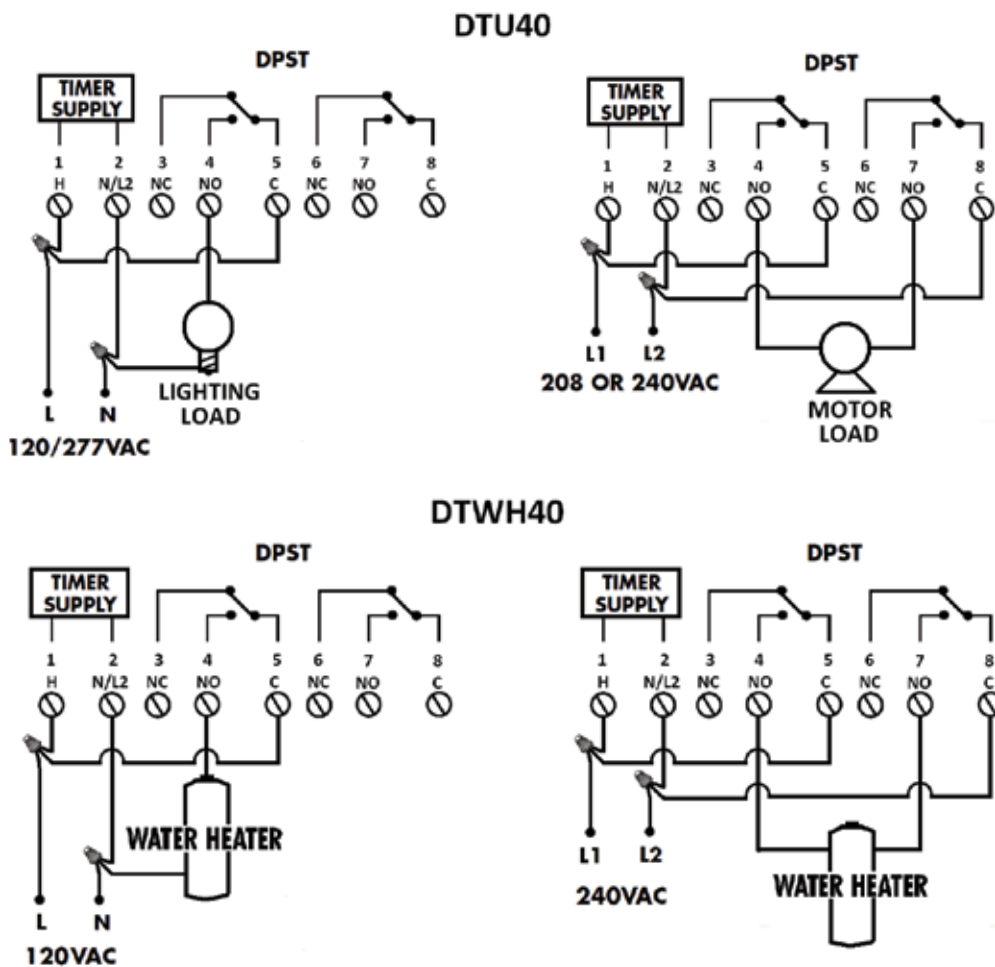 DTU40
DPST
TIMER
SUPPLY
1 2 3 4 5 6 7 8
H N/L2 NC NO C NC NO C
LIGHTING
LOAD
L N
120/277VAC
DPST
TIMER
SUPPLY
1 2 3 4 5 6 7 8
H N/L2 NC NO C NC NO C
L1 L2
208 OR 240VAC
MOTOR
LOAD
DTWH40
DPST
TIMER
SUPPLY
1 2 3 4 5 6 7 8
H N/L2 NC NO C NC NO C
WATER HEATER
L N
120VAC
DPST
TIMER
SUPPLY
1 2 3 4 5 6 7 8
H N/L2 NC NO C NC NO C
L1 L2
240VAC
WATER HEATER